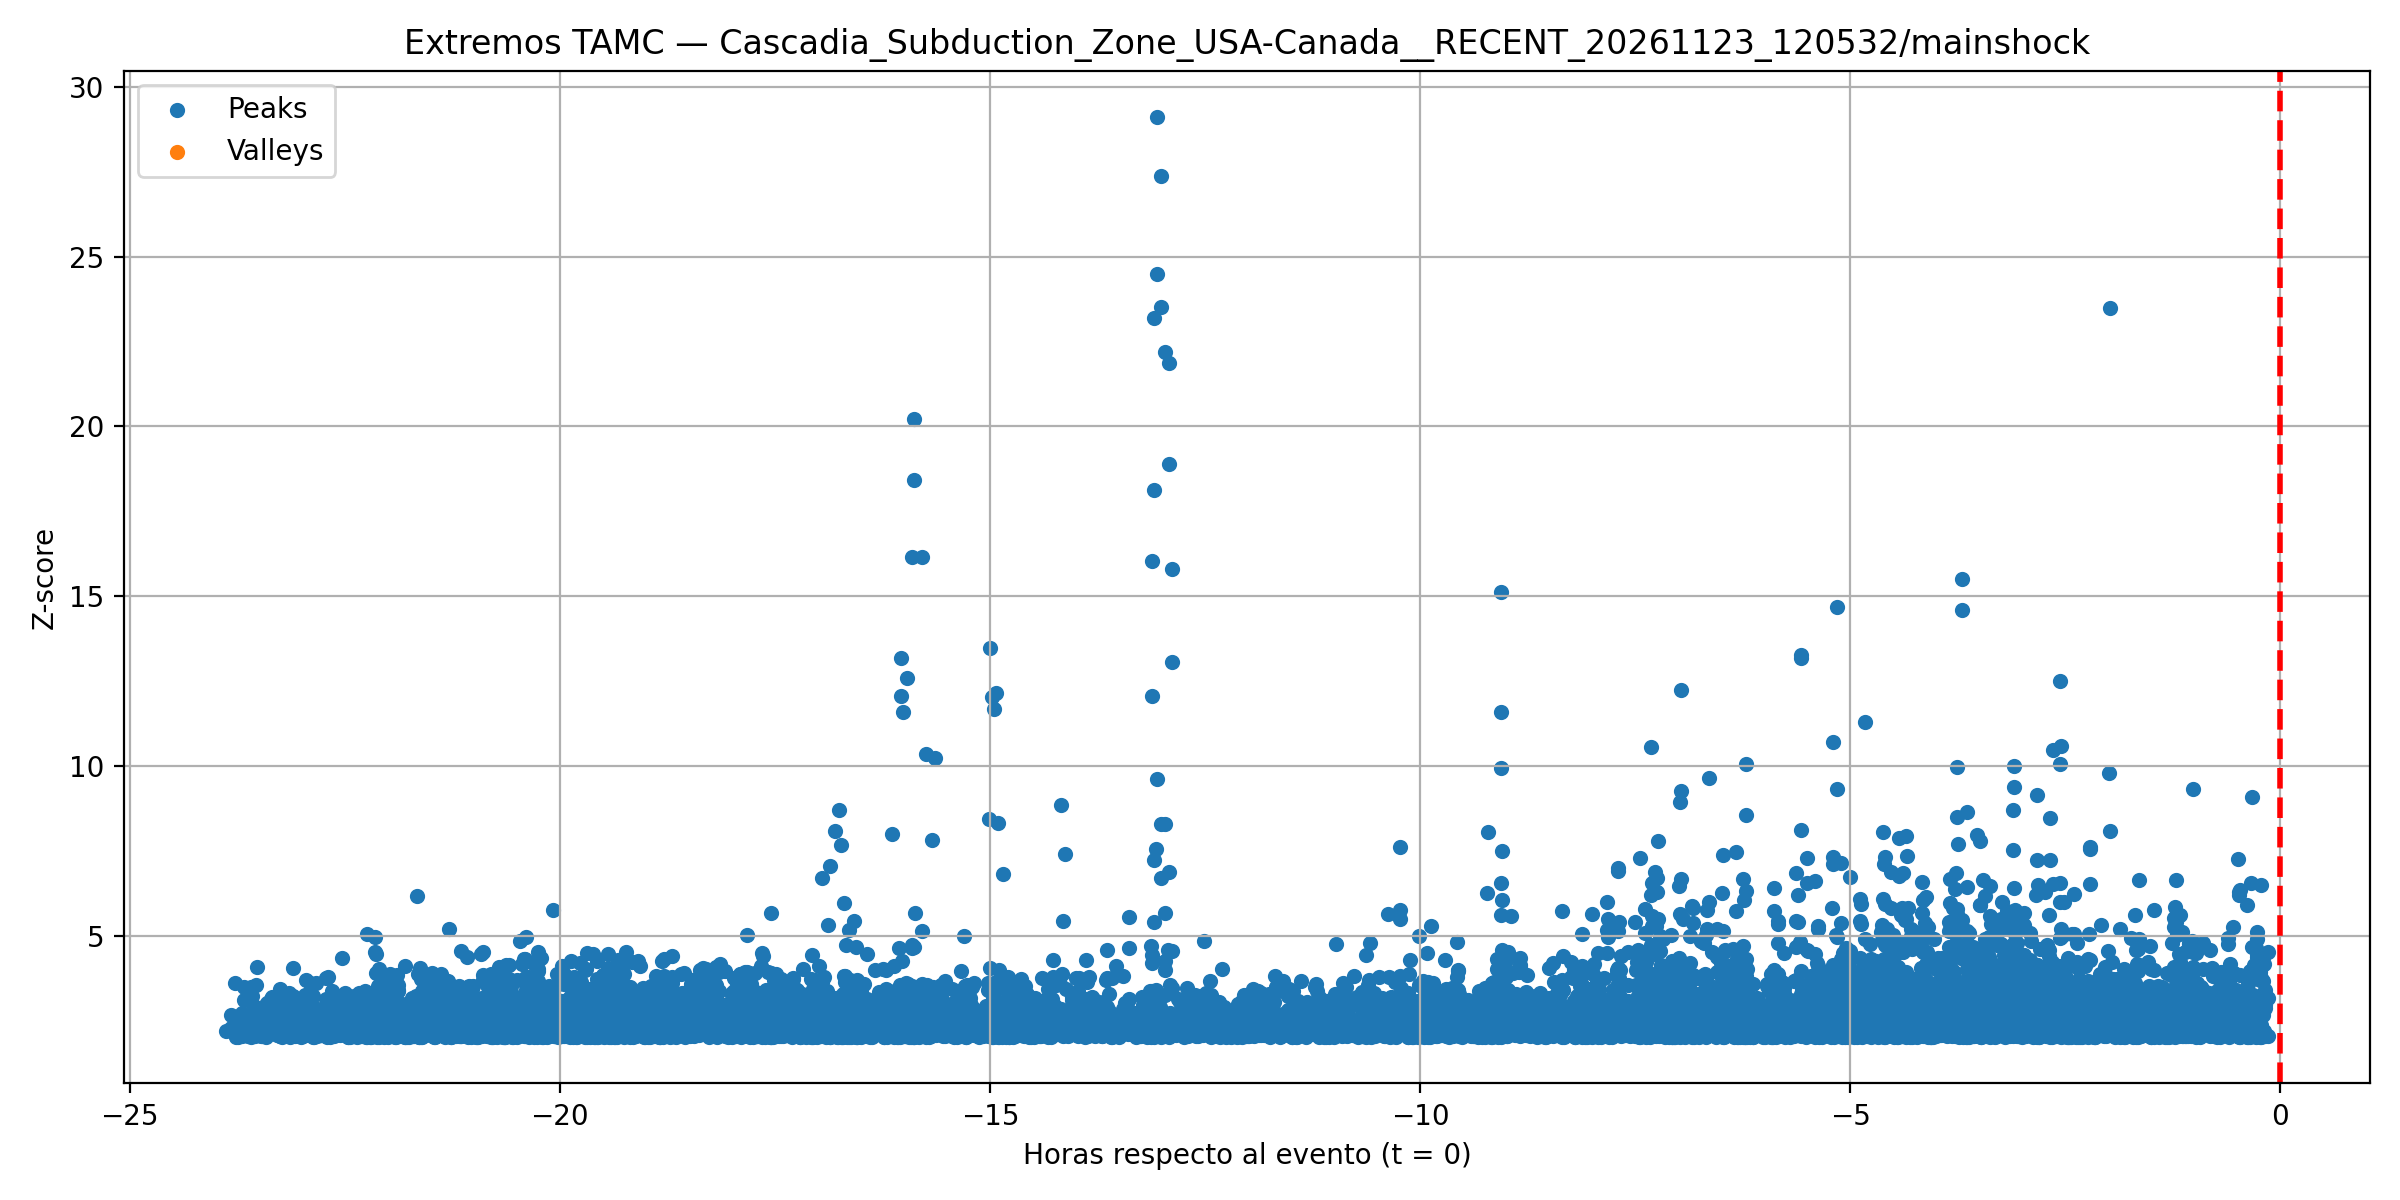 Extremos TAMC — Cascadia_Subduction_Zone_USA-Canada__RECENT_20261123_120532/mainshock
Peaks
Valleys
30
25
20
15
10
5
Z-score
−25
−20
−15
−10
−5
0
Horas respecto al evento (t = 0)